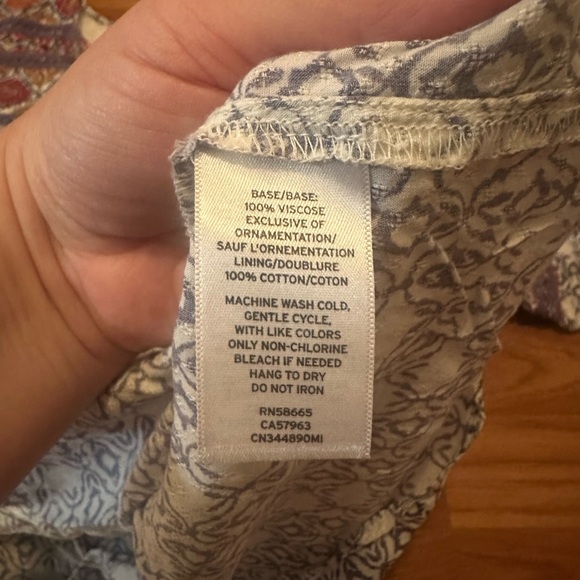 BASE/BASE:
100% VISCOSE
EXCLUSIVE OF
ORNAMENTATION/
SAUF L'ORNEMENTATION
LINING/DOUBLURE
100% COTTON/COTON
MACHINE WASH COLD,
GENTLE CYCLE,
WITH LIKE COLORS
ONLY NON-CHLORINE
BLEACH IF NEEDED
HANG TO DRY
DO NOT IRON
RN58665
CA57963
CN344890MI